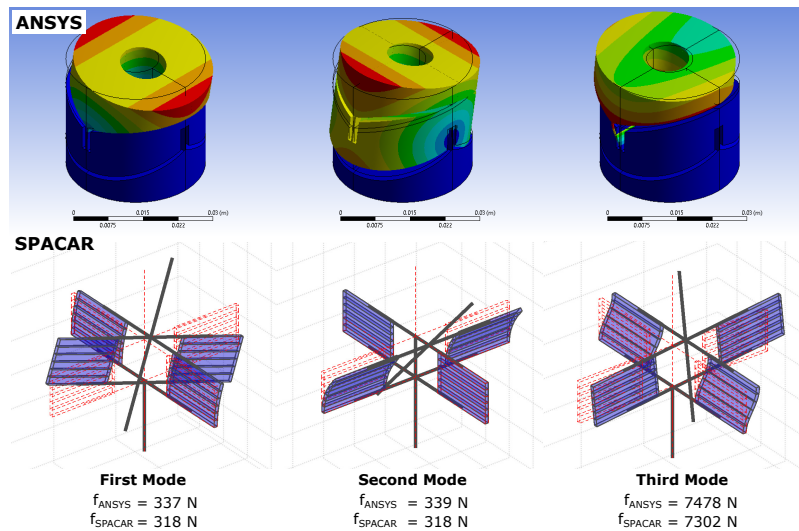 ANSYS
0 0.015 0.03 (m)
0.0075 0.022
0 0.015 0.03 (m)
0.0075 0.022
0 0.015 0.03 (m)
0.0075 0.022
SPACAR
First Mode
fANSYS = 337 N
fSPACAR = 318 N
Second Mode
fANSYS = 339 N
fSPACAR = 318 N
Third Mode
fANSYS = 7478 N
fSPACAR = 7302 N